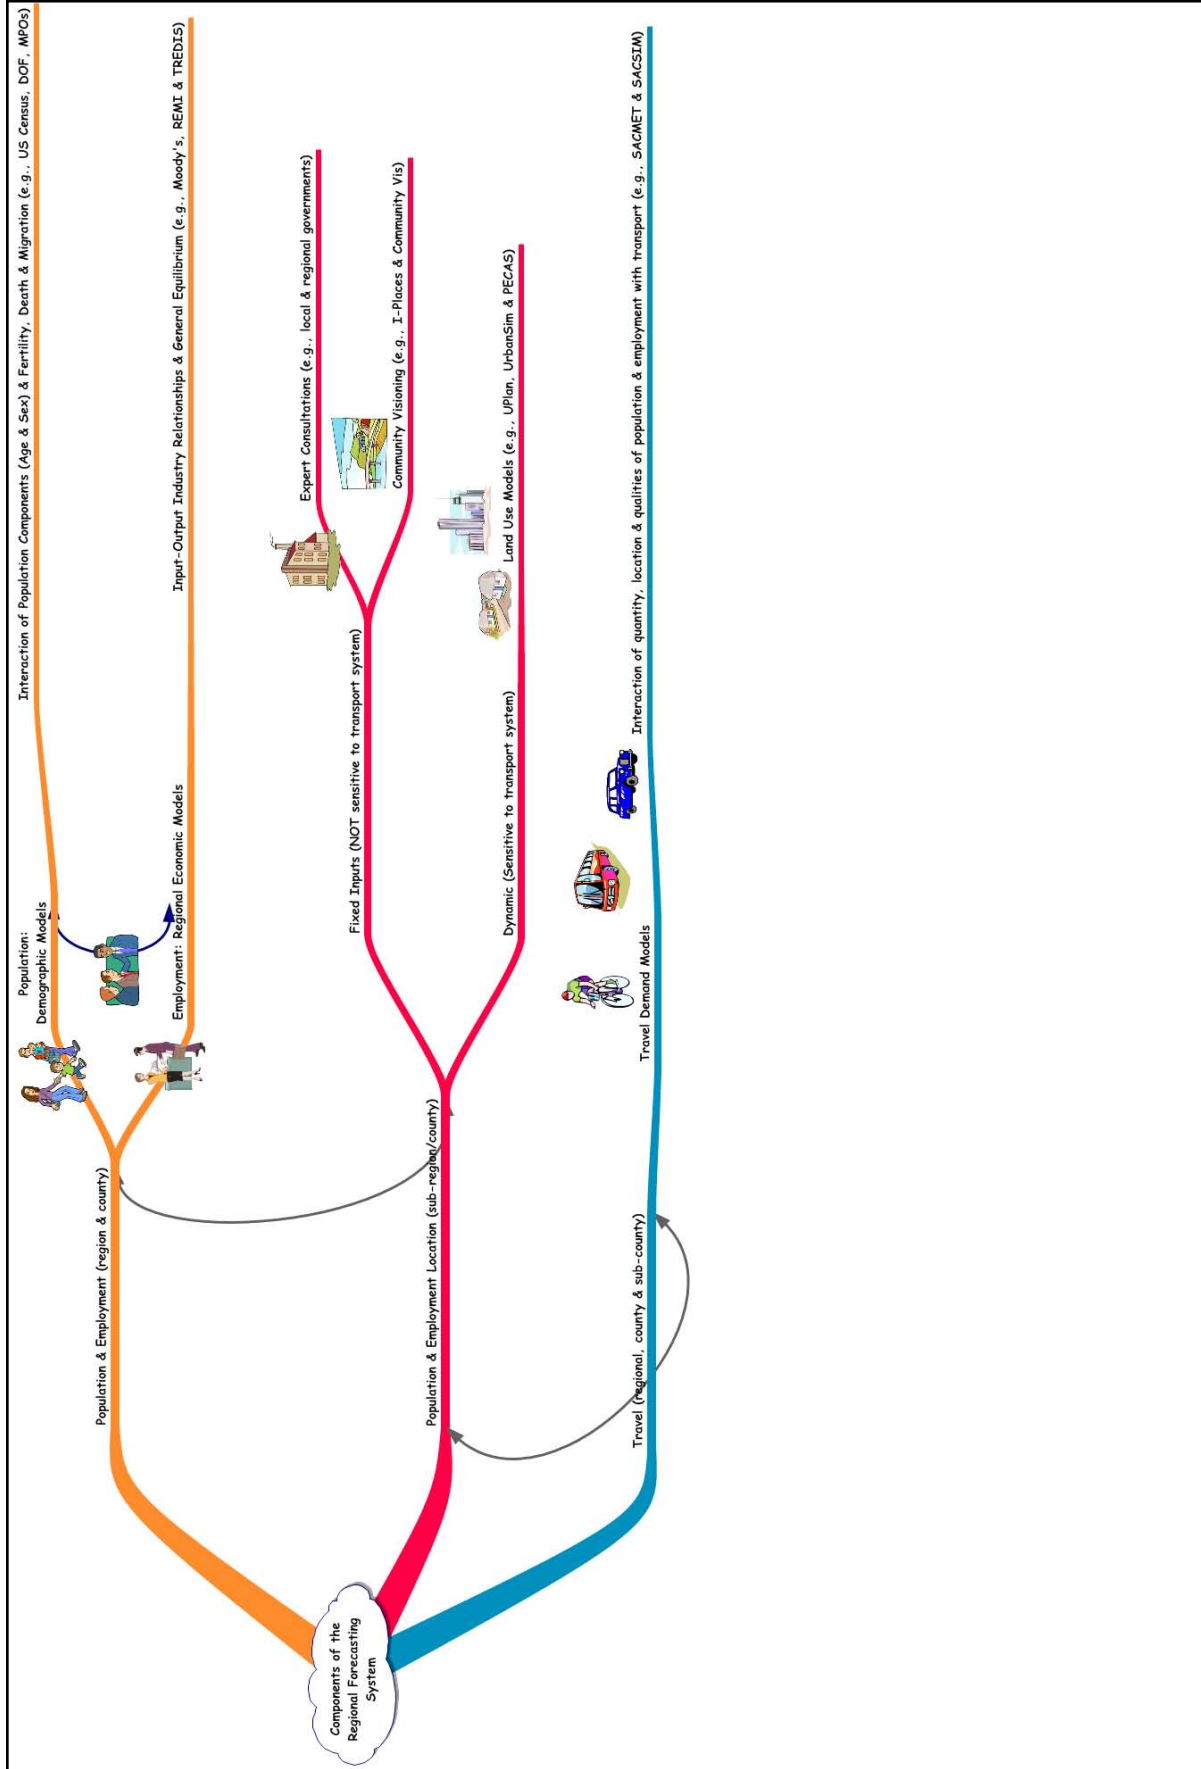 Components of the
Regional Forecasting
System
Population & Employment (region & county)
Population:
Demographic Models
Interaction of Population Components (Age & Sex) & Fertility, Death & Migration (e.g., US Census, DOF, MPOs)
Employment: Regional Economic Models
Input-Output Industry Relationships & General Equilibrium (e.g., Moody's, REMI & TREDIS)
Population & Employment Location (sub-region/county)
Fixed Inputs (NOT sensitive to transport system)
Expert Consultations (e.g., local & regional governments)
Community Visioning (e.g., I-Places & Community Vis)
Dynamic (Sensitive to transport system)
Land Use Models (e.g., UPlan, UrbanSim & PECAS)
Travel (regional, county & sub-county)
Travel Demand Models
Interaction of quantity, location & qualities of population & employment with transport (e.g., SACMET & SACSIM)